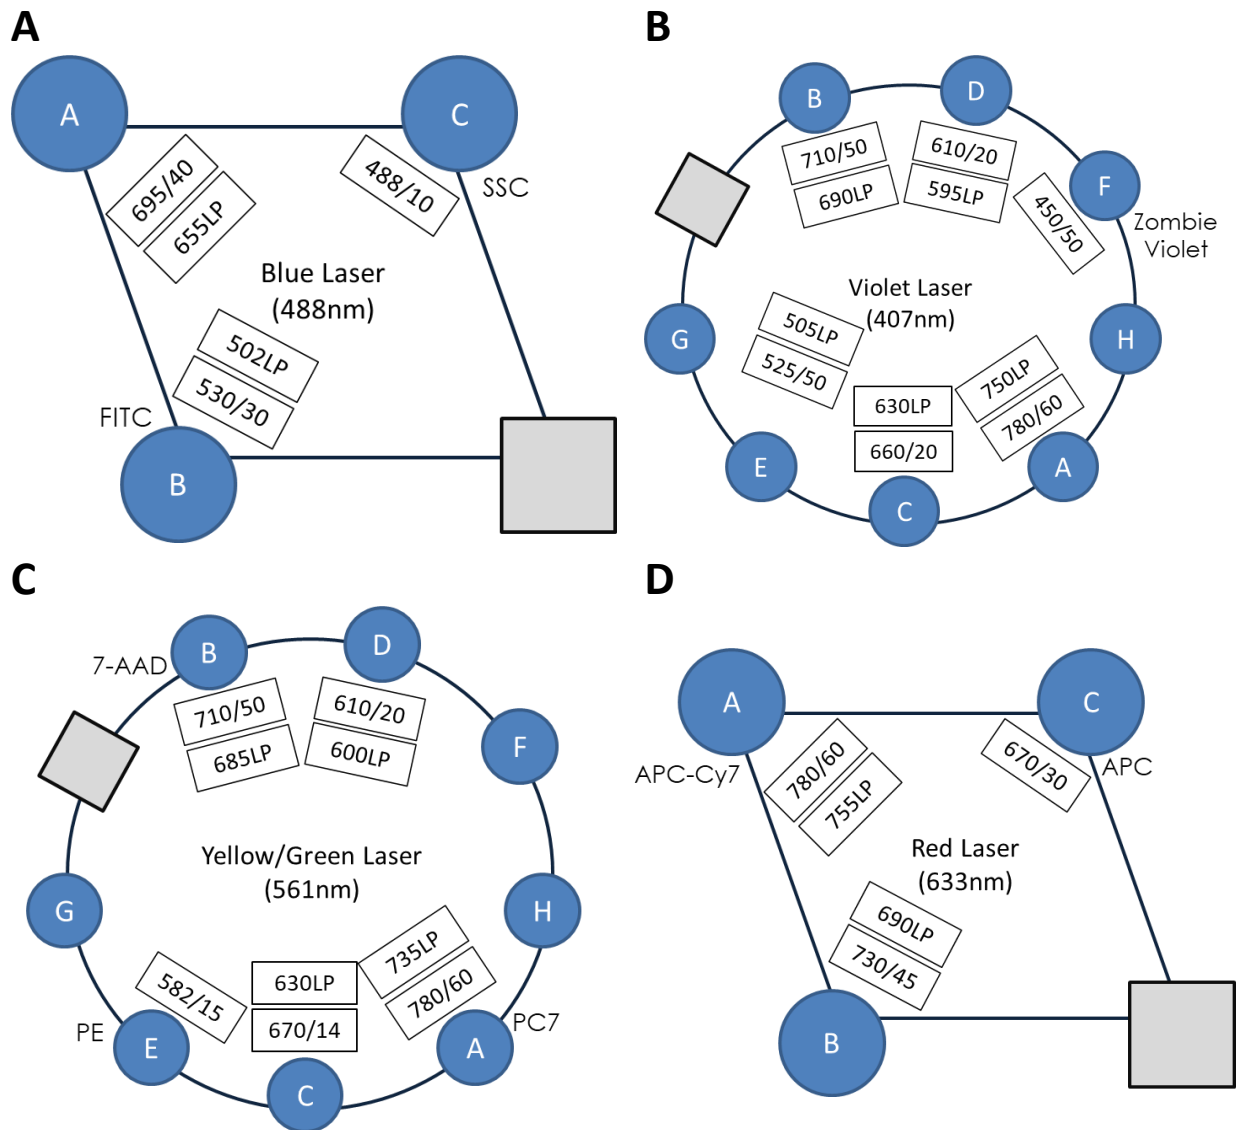 A
A
C
695/40
655LP
488/10
SSC
Blue Laser
(488nm)
502LP
530/30
FITC
B
B
B
D
710/50
690LP
610/20
595LP
F
450/50
Zombie
Violet
Violet Laser
(407nm)
G
H
505LP
525/50
630LP
660/20
750LP
780/60
E
C
A
C
7-AAD
B
D
710/50
685LP
610/20
600LP
F
Yellow/Green Laser
(561nm)
G
H
582/15
630LP
670/14
735LP
780/60
PE
E
C
A
PC7
D
A
C
APC-Cy7
780/60
755LP
670/30
APC
Red Laser
(633nm)
690LP
730/45
B